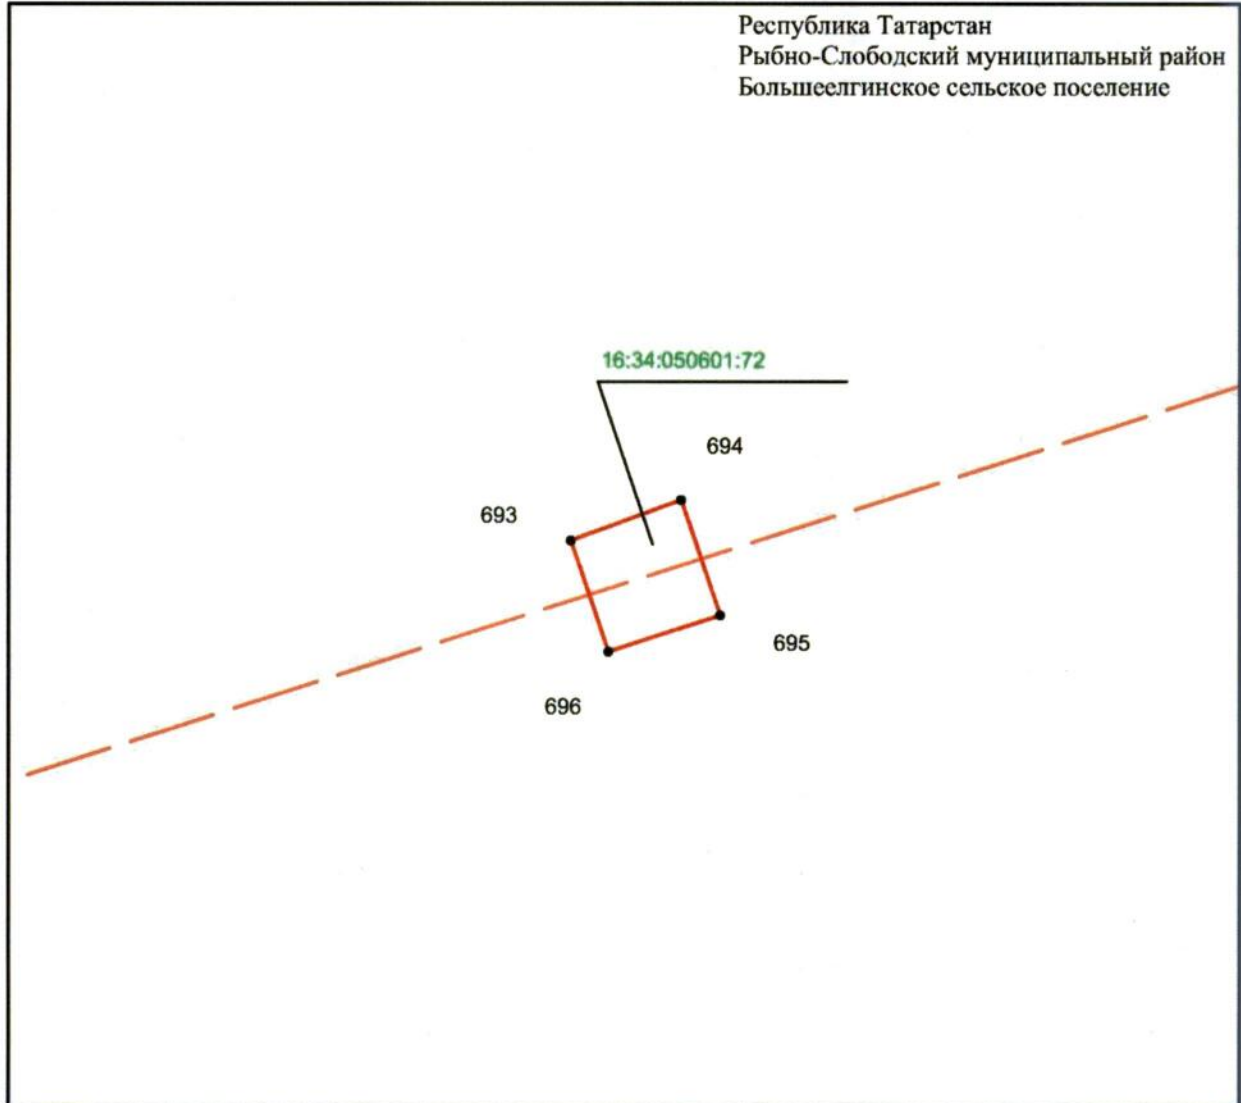 Республика Татарстан
Рыбно-Слободский муниципальный район
Большеелгинское сельское поселение
16:34:050601:72
694
693
695
696